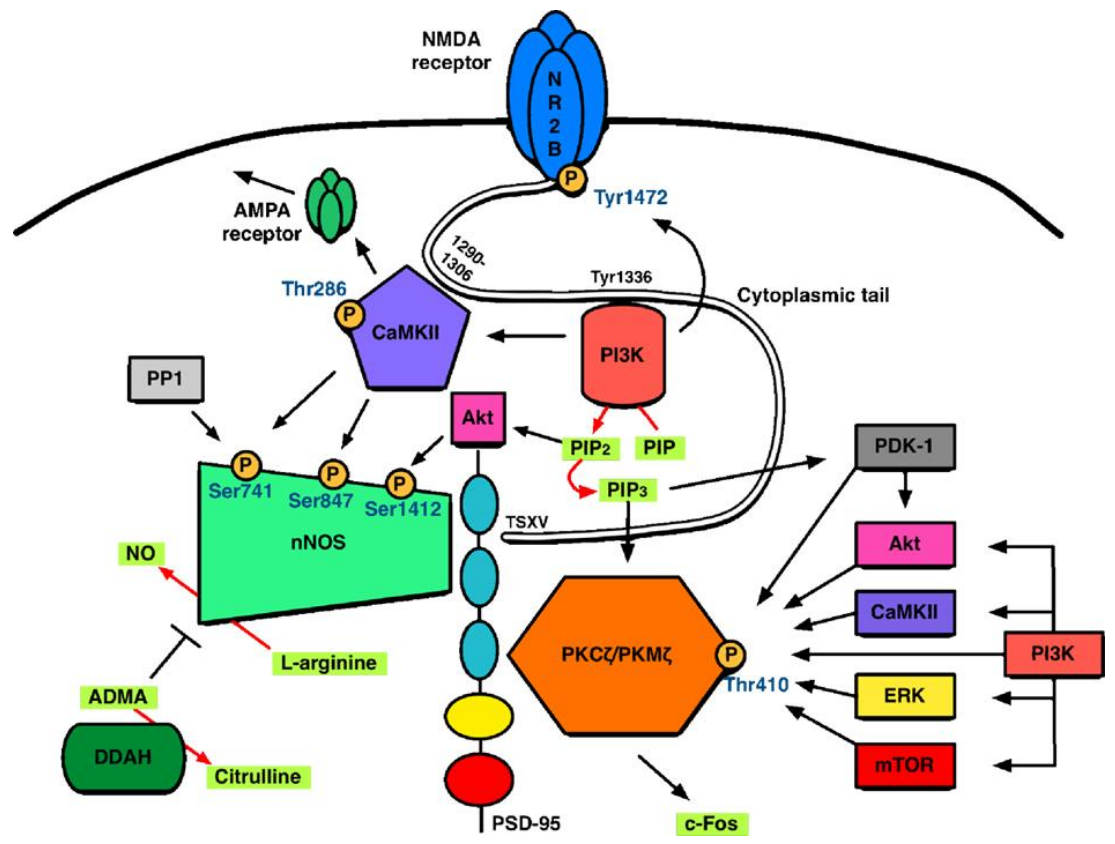 NMDA
receptor
N
R
2
B
P
Tyr1472
AMPA
receptor
1290-
1306
Tyr1336
Cytoplasmic tail
Thr286
P
CaMKII
PI3K
PP1
Akt
PIP₂
PIP
PDK-1
P
P
P
Ser741
Ser847
Ser1412
PIP₃
TSXV
nNOS
Akt
NO
CaMKII
PKCζ/PKMζ
P
PI3K
L-arginine
Thr410
ERK
ADMA
DDAH
mTOR
Citrulline
PSD-95
c-Fos